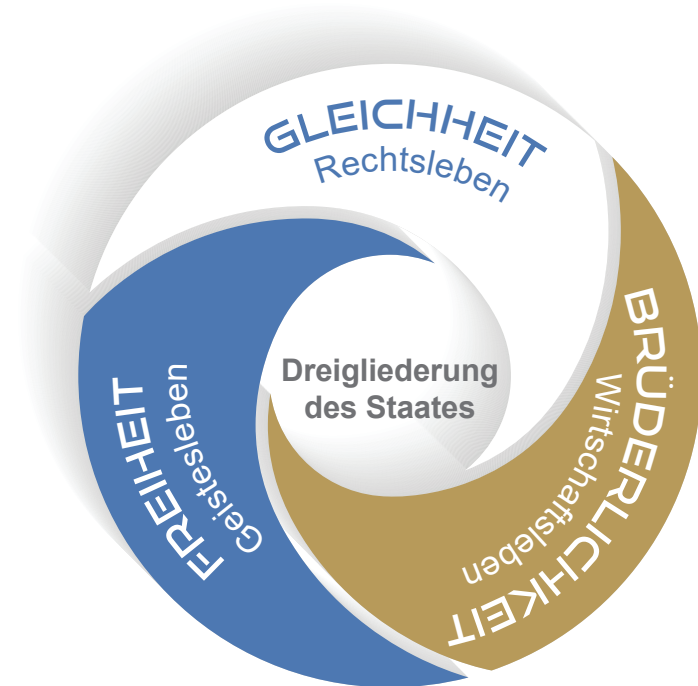 GLEICHHEIT
Rechtsleben
BRÜDERLICHKEIT
Wirtschaftsleben
FREIHEIT
Geistesleben
Dreigliederung
des Staates